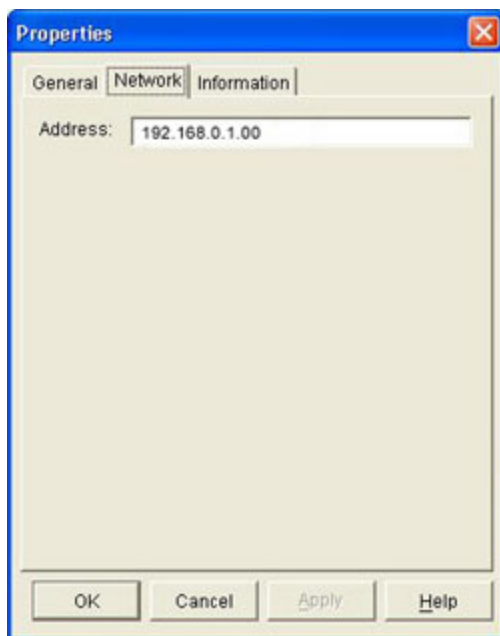 Properties
General Network Information
Address: 192.168.0.1.00
OK Cancel Apply Help